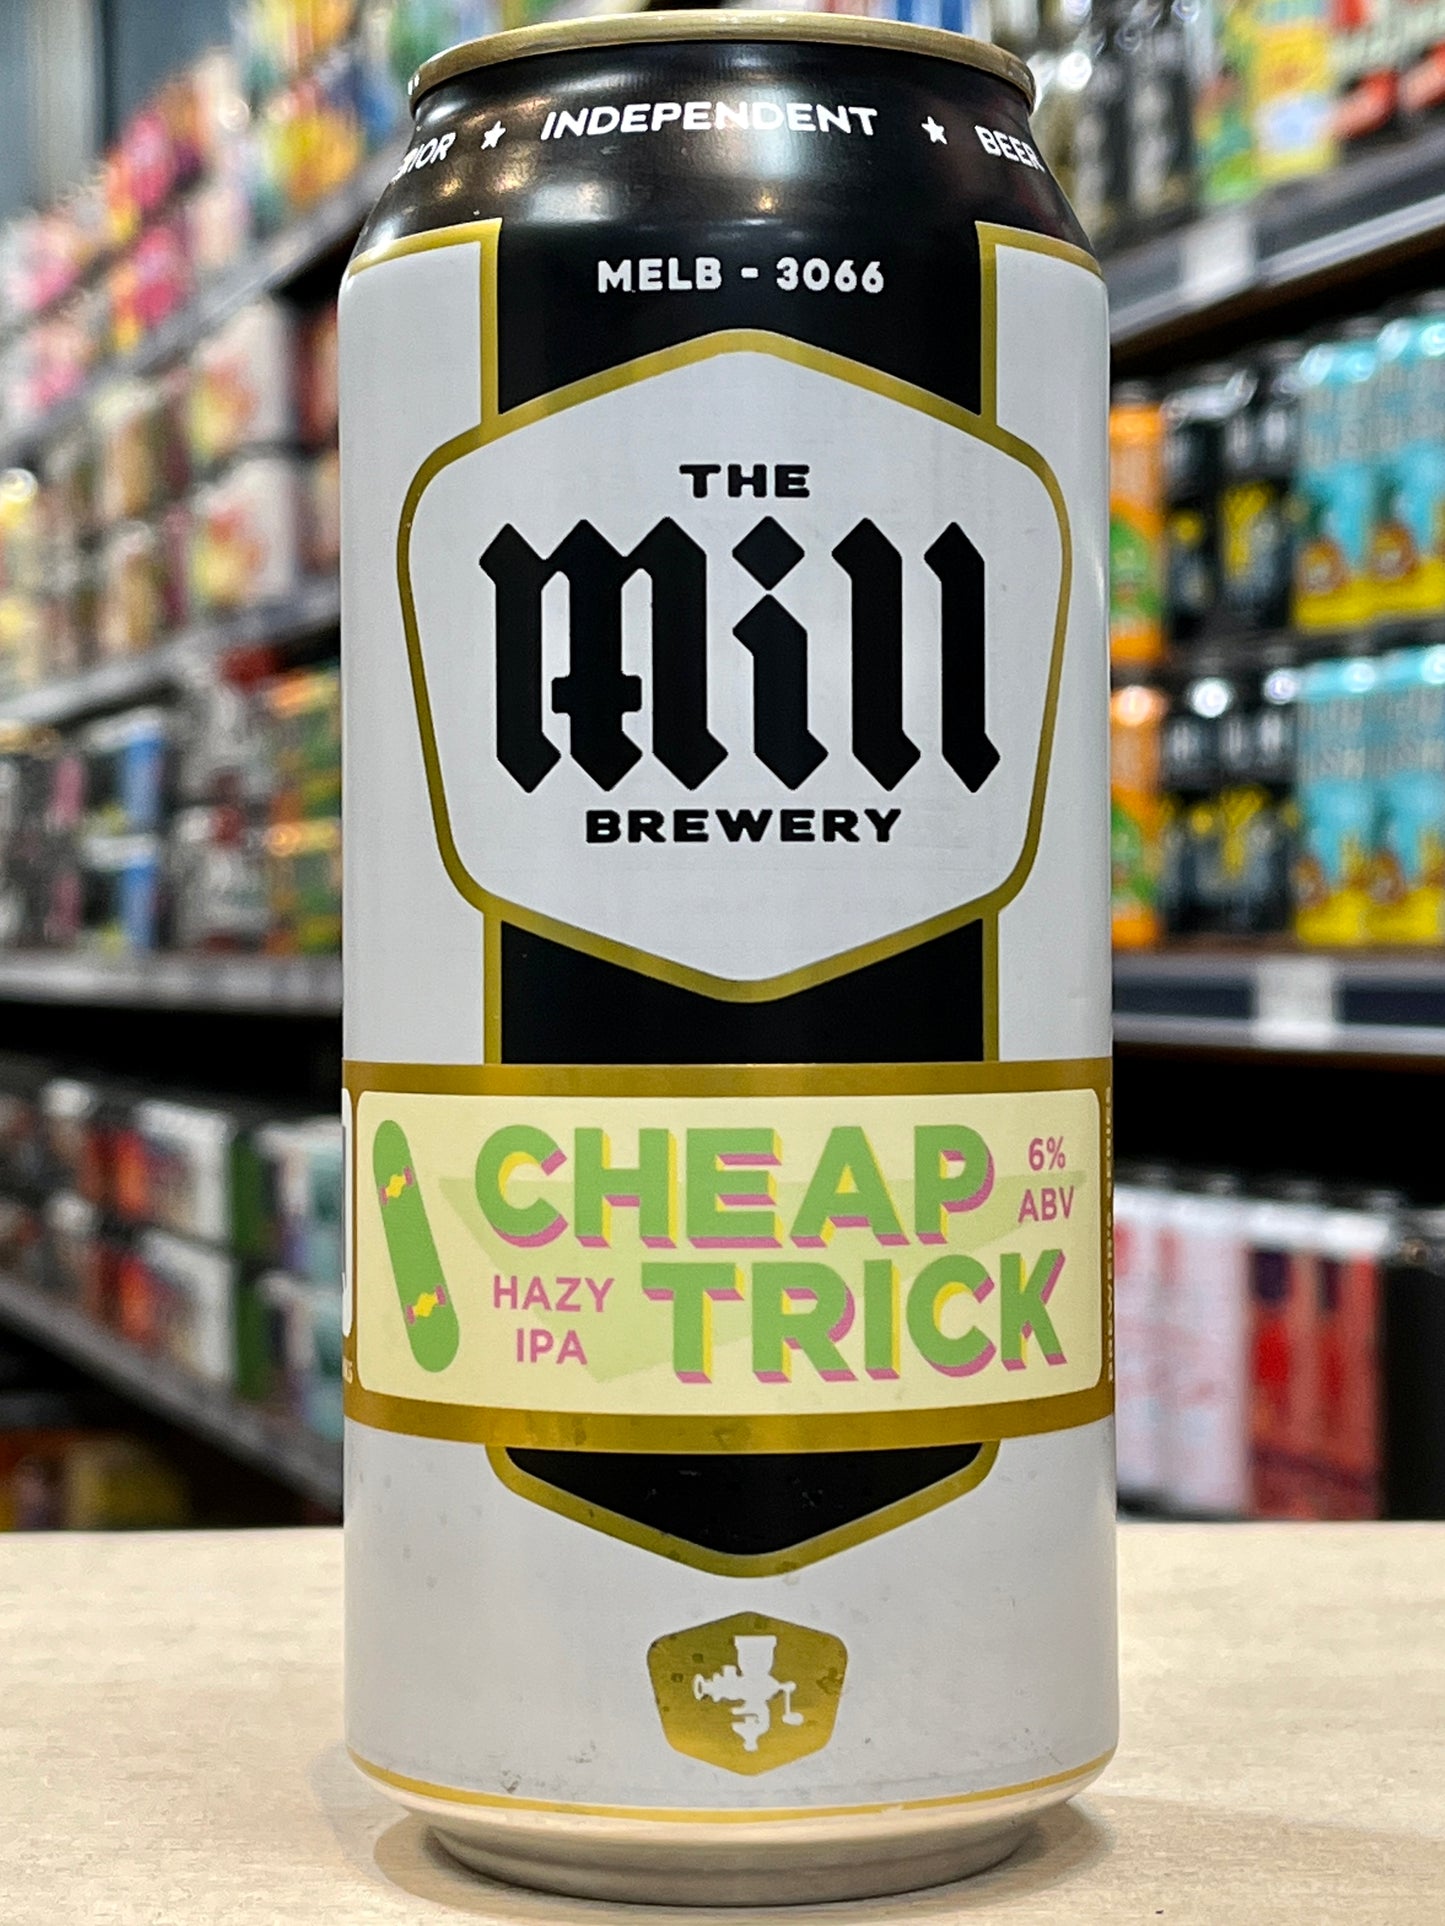 ★ INDEPENDENT ★ BEER
MELB - 3066
THE
Mill
BREWERY
CHEAP
6%
ABV
HAZY
IPA
TRICK